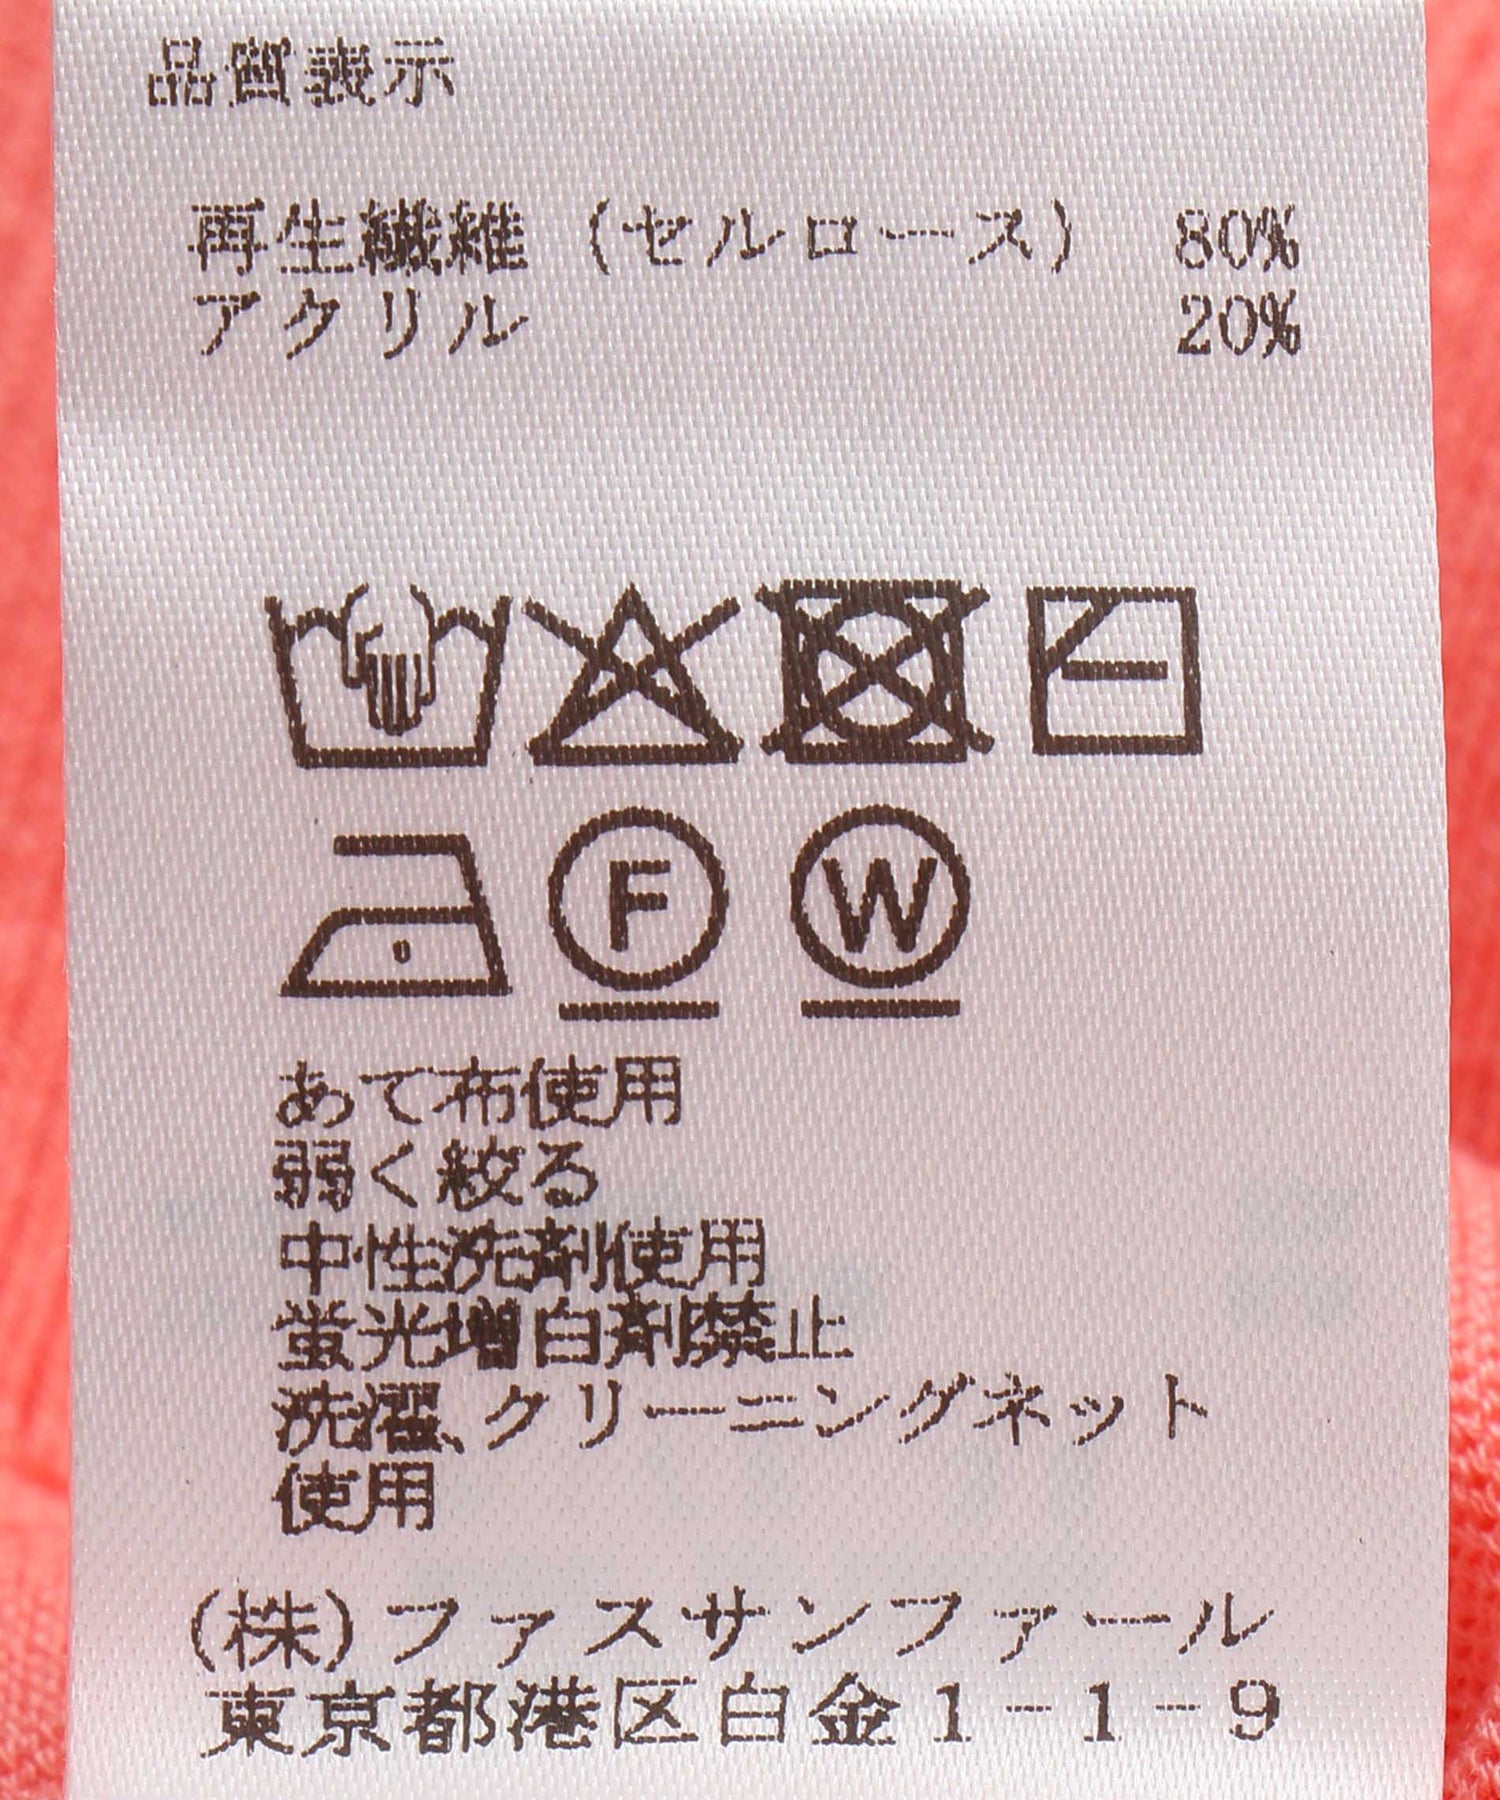 品質表示
再生繊維 (セルロース) 80%
アクリル 20%
F W
あて布使用
弱く絞る
中性洗剤使用
蛍光増白剤禁止
洗濯、クリーニングネット
使用
(株)ファスサンファール
東京都港区白金1-1-9